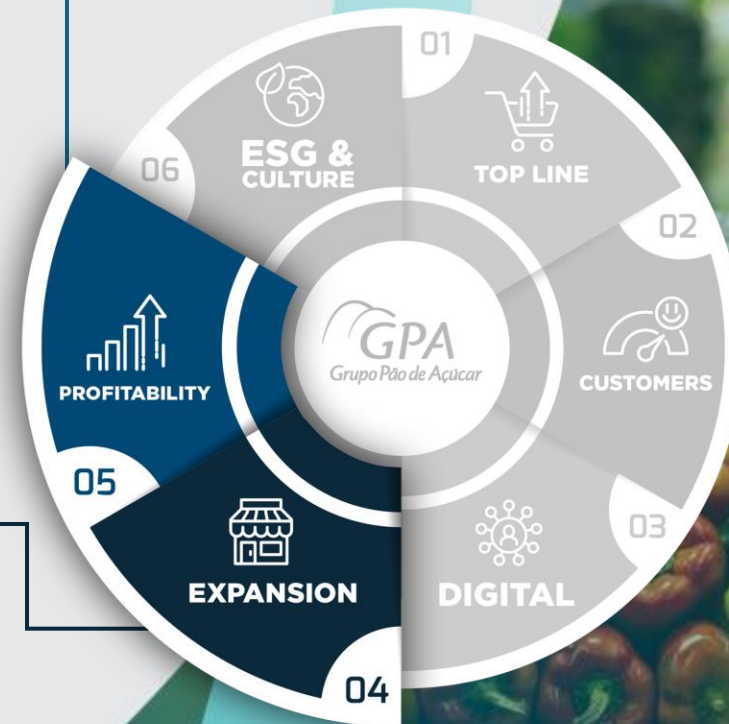 01
TOP LINE
02
CUSTOMERS
03
DIGITAL
04
EXPANSION
05
PROFITABILITY
06
ESG &
CULTURE
GPA
Grupo Pão de Açúcar